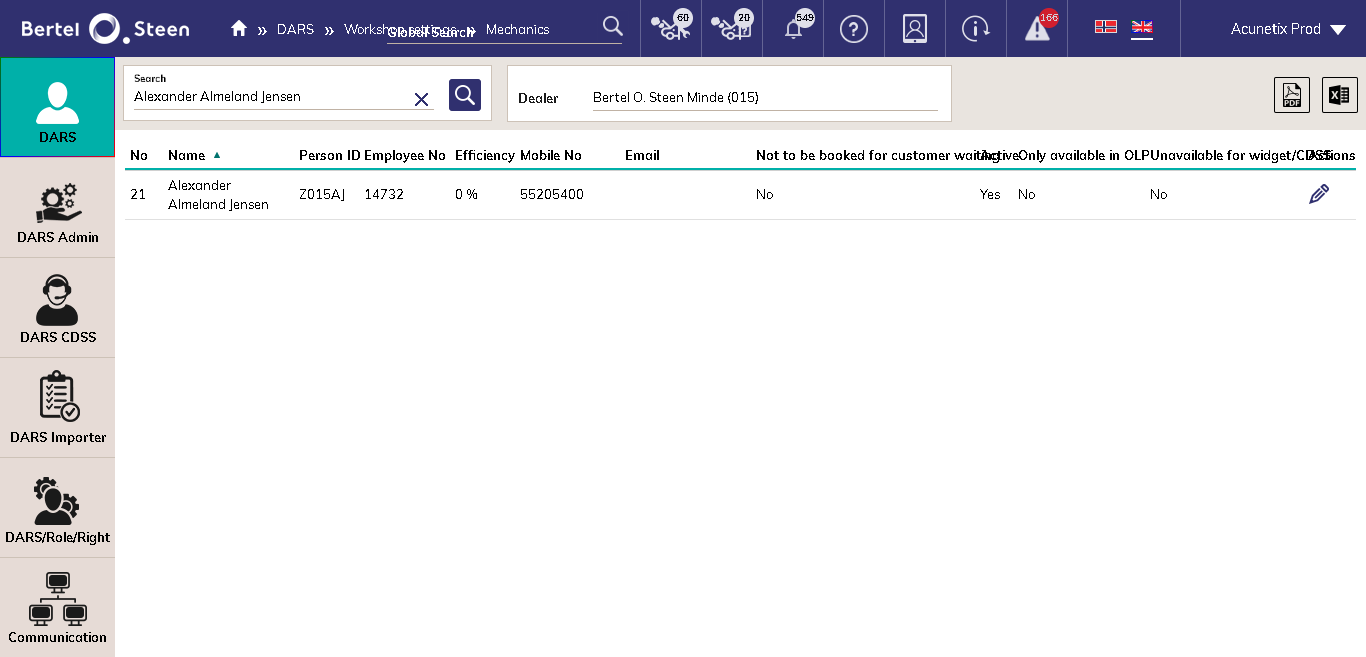 Bertel O. Steen
» DARS » Workshop settings » Mechanics
Global Search
60
20
549
?
i
166
Acunetix Prod
Search
Alexander Almeland Jensen
Dealer
Bertel O. Steen Minde (015)
PDF
X
DARS
DARS Admin
DARS CDSS
DARS Importer
DARS/Role/Right
Communication
No Name Person ID Employee No Efficiency Mobile No Email Not to be booked for customer waiting Active Only available in OLP Unavailable for widget/CDSS Actions
21 Alexander Almeland Jensen Z015AJ 14732 0 % 55205400 No Yes No No